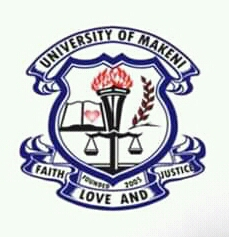 UNIVERSITY OF MAKENI
FAITH
FOUNDED 2005
JUSTICE
LOVE AND